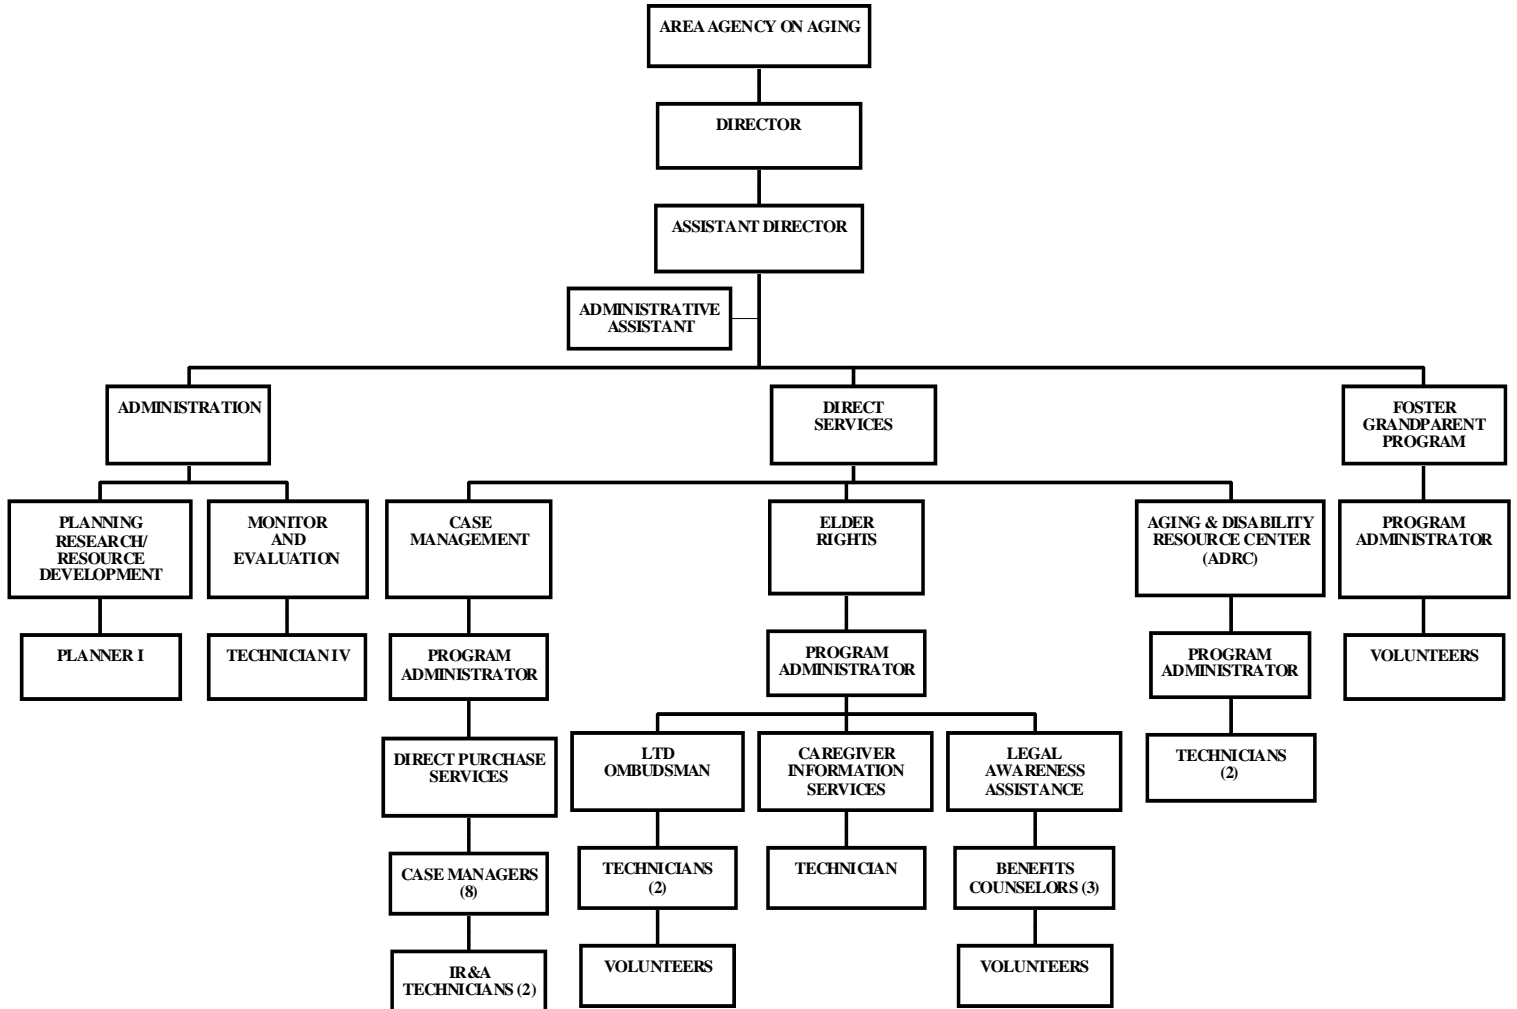 AREA AGENCY ON AGING
DIRECTOR
ASSISTANT DIRECTOR
ADMINISTRATIVE
ASSISTANT
ADMINISTRATION
DIRECT
SERVICES
FOSTER
GRANDPARENT
PROGRAM
PLANNING
RESEARCH/
RESOURCE
DEVELOPMENT
MONITOR
AND
EVALUATION
CASE
MANAGEMENT
ELDER
RIGHTS
AGING & DISABILITY
RESOURCE CENTER
(ADRC)
PROGRAM
ADMINISTRATOR
PLANNER I
TECHNICIAN IV
PROGRAM
ADMINISTRATOR
PROGRAM
ADMINISTRATOR
PROGRAM
ADMINISTRATOR
VOLUNTEERS
DIRECT PURCHASE
SERVICES
LTD
OMBUDSMAN
CAREGIVER
INFORMATION
SERVICES
LEGAL
AWARENESS
ASSISTANCE
TECHNICIANS
(2)
CASE MANAGERS
(8)
TECHNICIANS
(2)
TECHNICIAN
BENEFITS
COUNSELORS (3)
IR&A
TECHNICIANS (2)
VOLUNTEERS
VOLUNTEERS